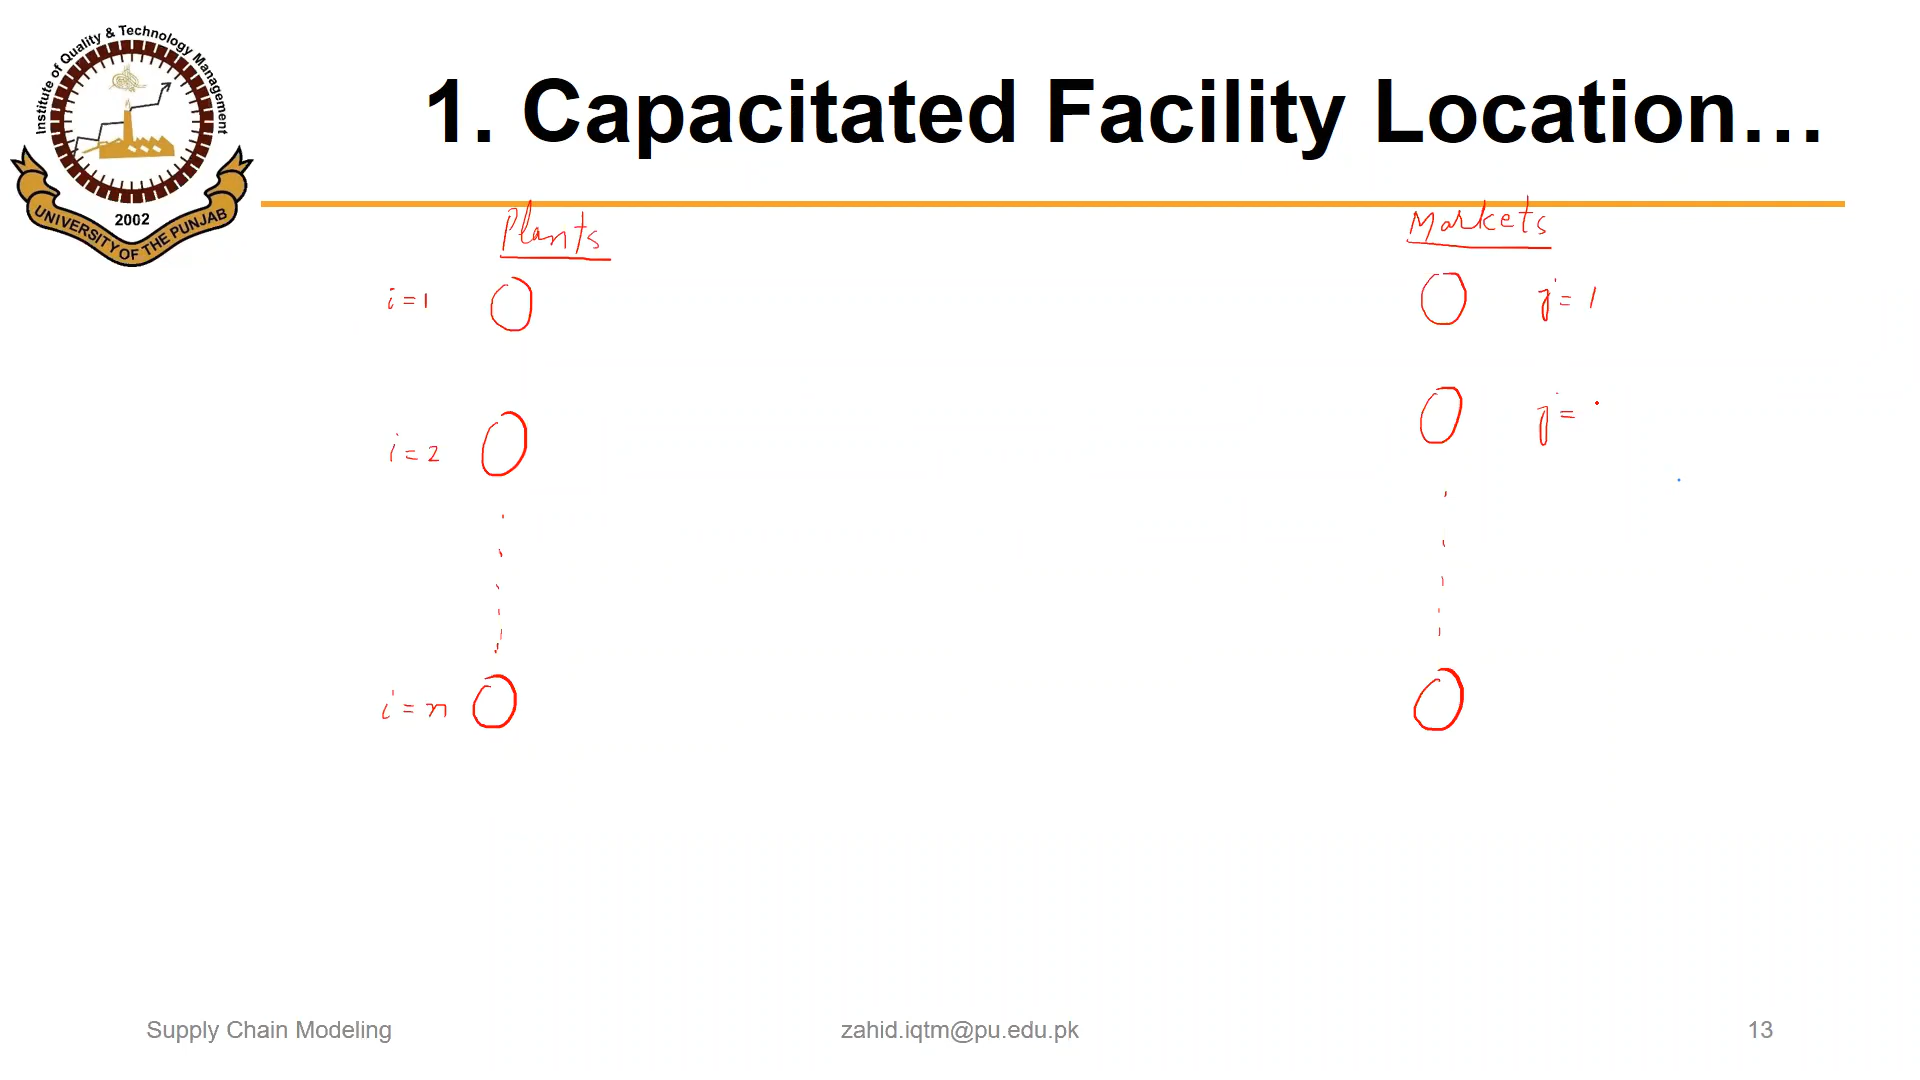 Institute of Quality & Technology Management
2002
UNIVERSITY OF THE PUNJAB
1. Capacitated Facility Location...
Plants
Markets
i = 1
j = 1
i = 2
j =
i = n
Supply Chain Modeling
zahid.iqtm@pu.edu.pk
13